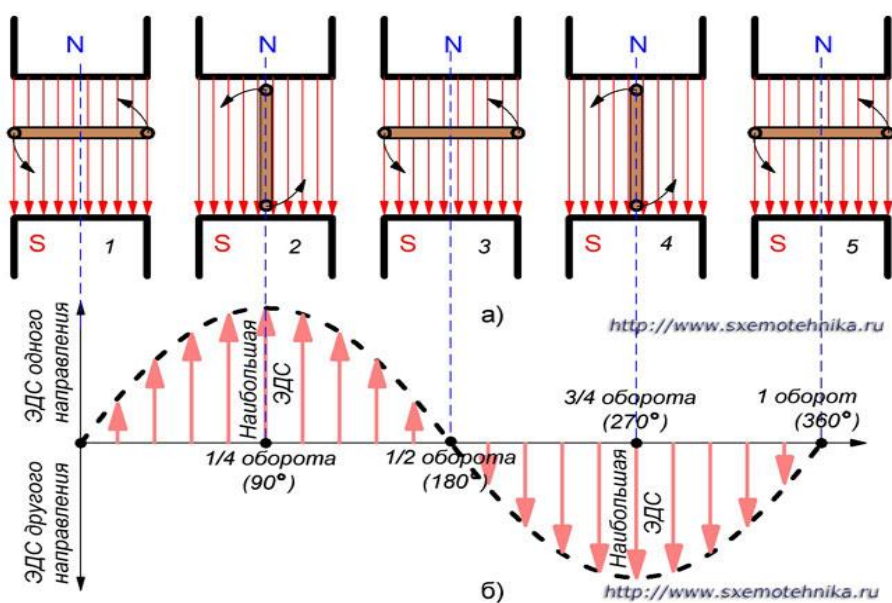 N
N
N
N
N
S
1
S
2
S
3
S
4
S
5
а)
http://www.sxemotehnika.ru
ЭДС одного
направления
ЭДС другого
направления
Наибольшая
ЭДС
1/4 оборота
(90°)
1/2 оборота
(180°)
3/4 оборота
(270°)
1 оборот
(360°)
Наибольшая
ЭДС
б)
http://www.sxemotehnika.ru